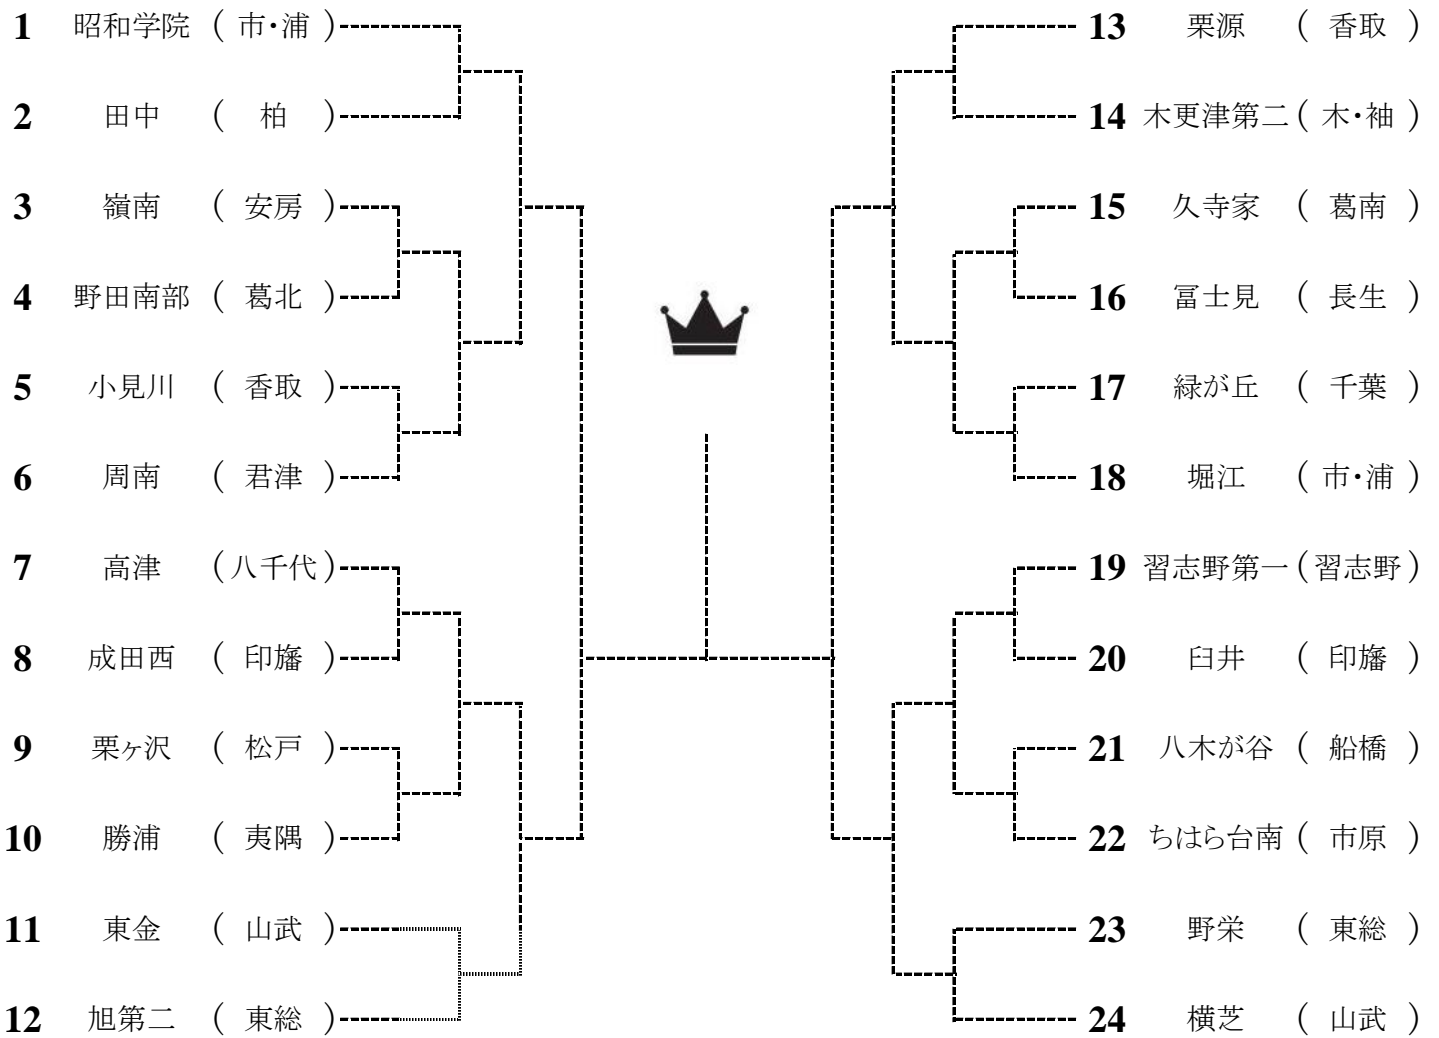 1 昭和学院 ( 市・浦 )
2 田中 ( 柏 )
3 嶺南 ( 安房 )
4 野田南部 ( 葛北 )
5 小見川 ( 香取 )
6 周南 ( 君津 )
7 高津 ( 八千代 )
8 成田西 ( 印旛 )
9 栗ヶ沢 ( 松戸 )
10 勝浦 ( 夷隅 )
11 東金 ( 山武 )
12 旭第二 ( 東総 )
13 栗源 ( 香取 )
14 木更津第二 ( 木・袖 )
15 久寺家 ( 葛南 )
16 冨士見 ( 長生 )
17 緑が丘 ( 千葉 )
18 堀江 ( 市・浦 )
19 習志野第一 ( 習志野 )
20 臼井 ( 印旛 )
21 八木が谷 ( 船橋 )
22 ちはら台南 ( 市原 )
23 野栄 ( 東総 )
24 横芝 ( 山武 )